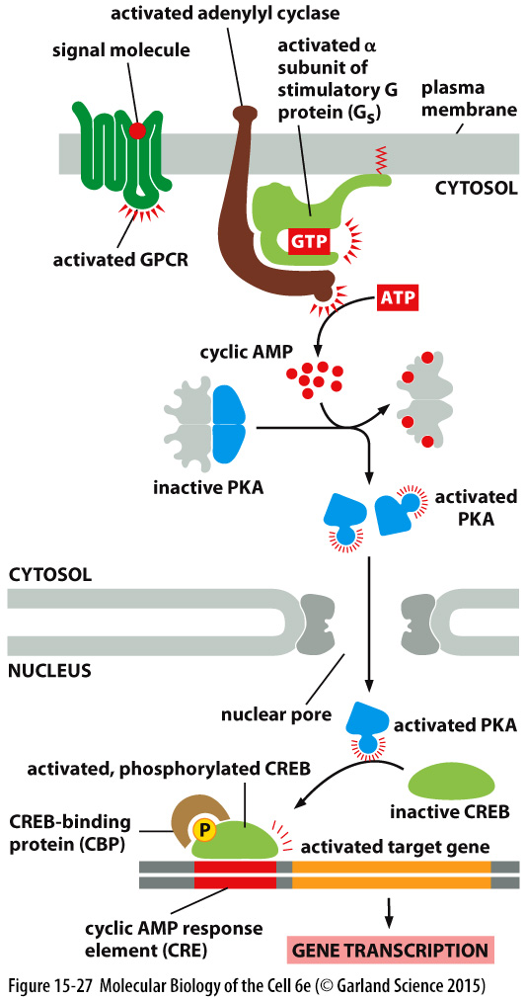 activated adenylyl cyclase
signal molecule
activated α
subunit of
stimulatory G
protein (Gs)
plasma
membrane
CYTOSOL
GTP
activated GPCR
ATP
cyclic AMP
inactive PKA
activated
PKA
CYTOSOL
NUCLEUS
nuclear pore
activated PKA
activated, phosphorylated CREB
inactive CREB
P
CREB-binding
protein (CBP)
activated target gene
cyclic AMP response
element (CRE)
GENE TRANSCRIPTION
Figure 15-27 Molecular Biology of the Cell 6e (© Garland Science 2015)